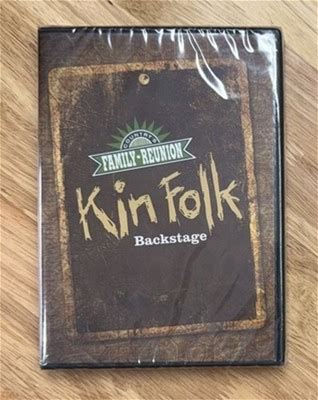 COUNTRY'S
FAMILY-REUNION
Kin Folk
Backstage